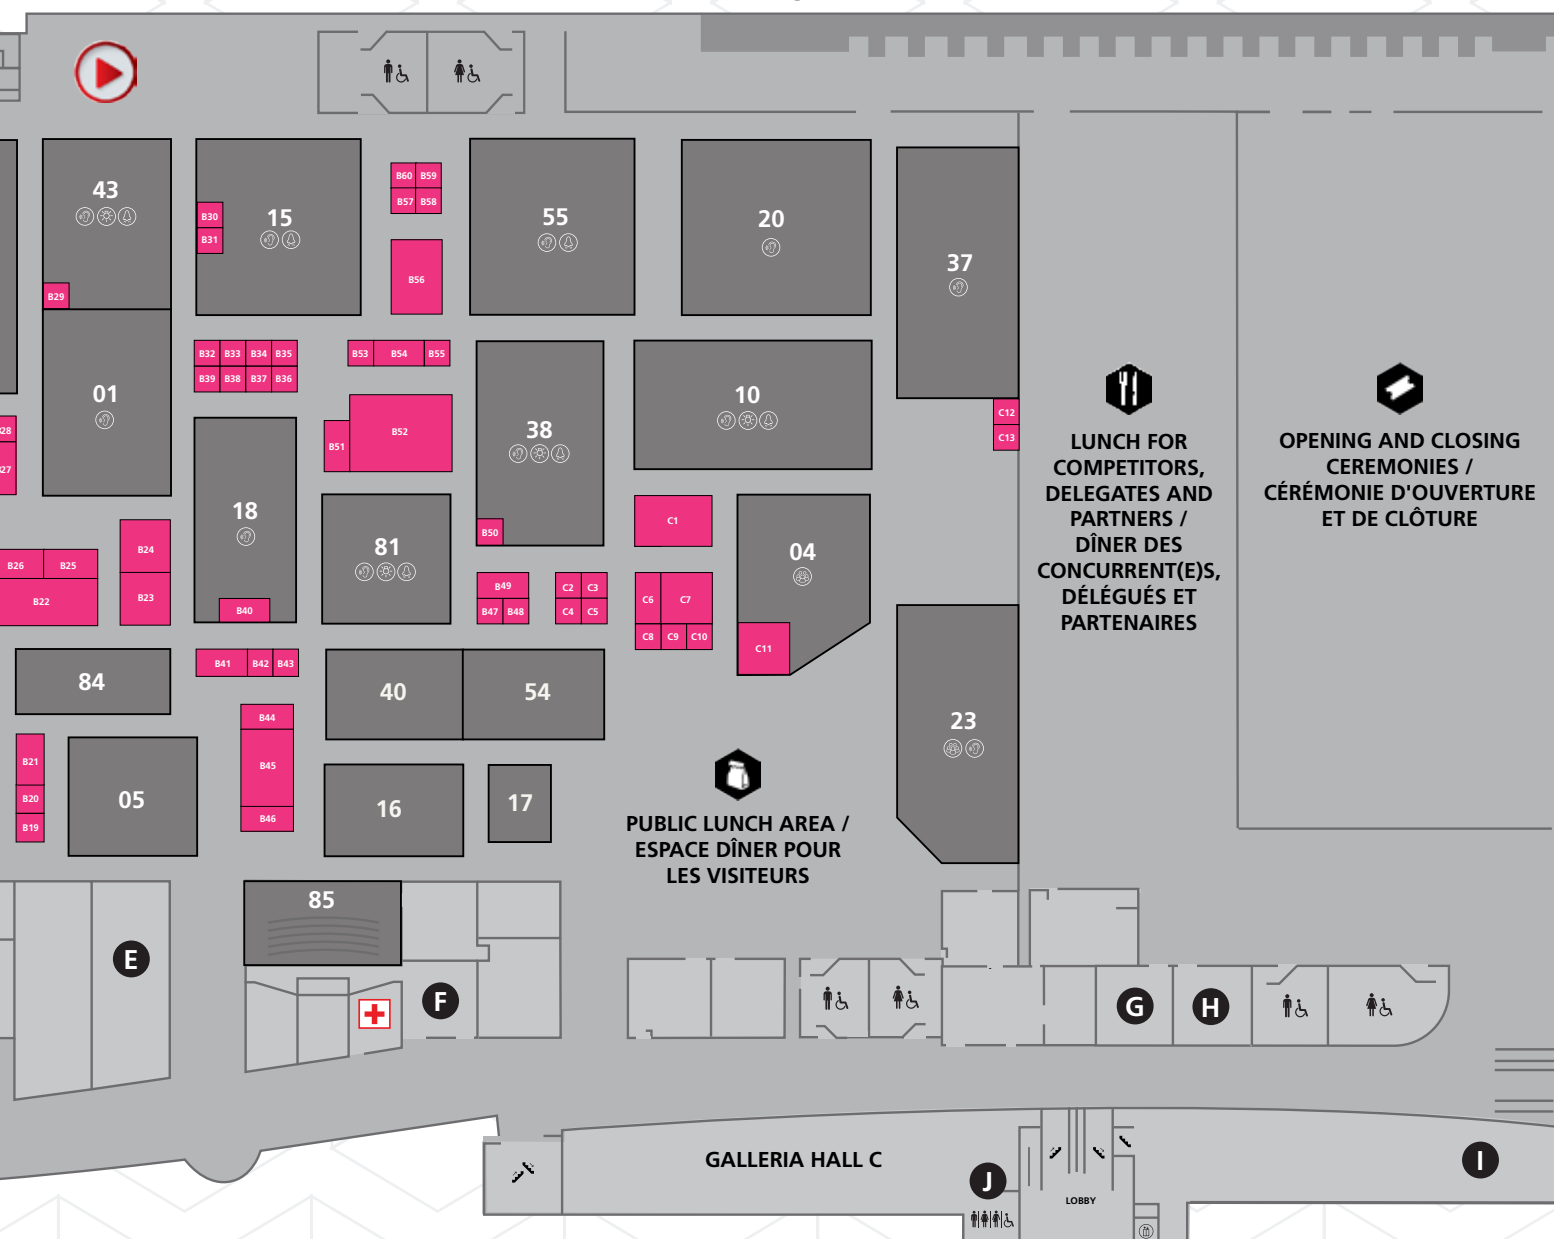 43
15
55
20
37
B60 B59
B57 B58
B30
B31
B56
B29
B32 B33 B34 B35
B39 B38 B37 B36
B53 B54 B55
01
10
38
C12
C13
B28
B27
B51
B52
LUNCH FOR
COMPETITORS,
DELEGATES AND
PARTNERS /
DÎNER DES
CONCURRENT(E)S,
DÉLÉGUÉS ET
PARTENAIRES
OPENING AND CLOSING
CEREMONIES /
CÉRÉMONIE D'OUVERTURE
ET DE CLÔTURE
18
81
B50
C1
04
B24
B26 B25
B22
B23
B40
B49
B47 B48
C2 C3
C4 C5
C6 C7
C8 C9 C10
C11
84
B41 B42 B43
40
54
23
B44
B45
B46
B21
B20
B19
05
16
17
PUBLIC LUNCH AREA /
ESPACE DÎNER POUR
LES VISITEURS
85
E
F
G
H
GALLERIA HALL C
J
LOBBY
I